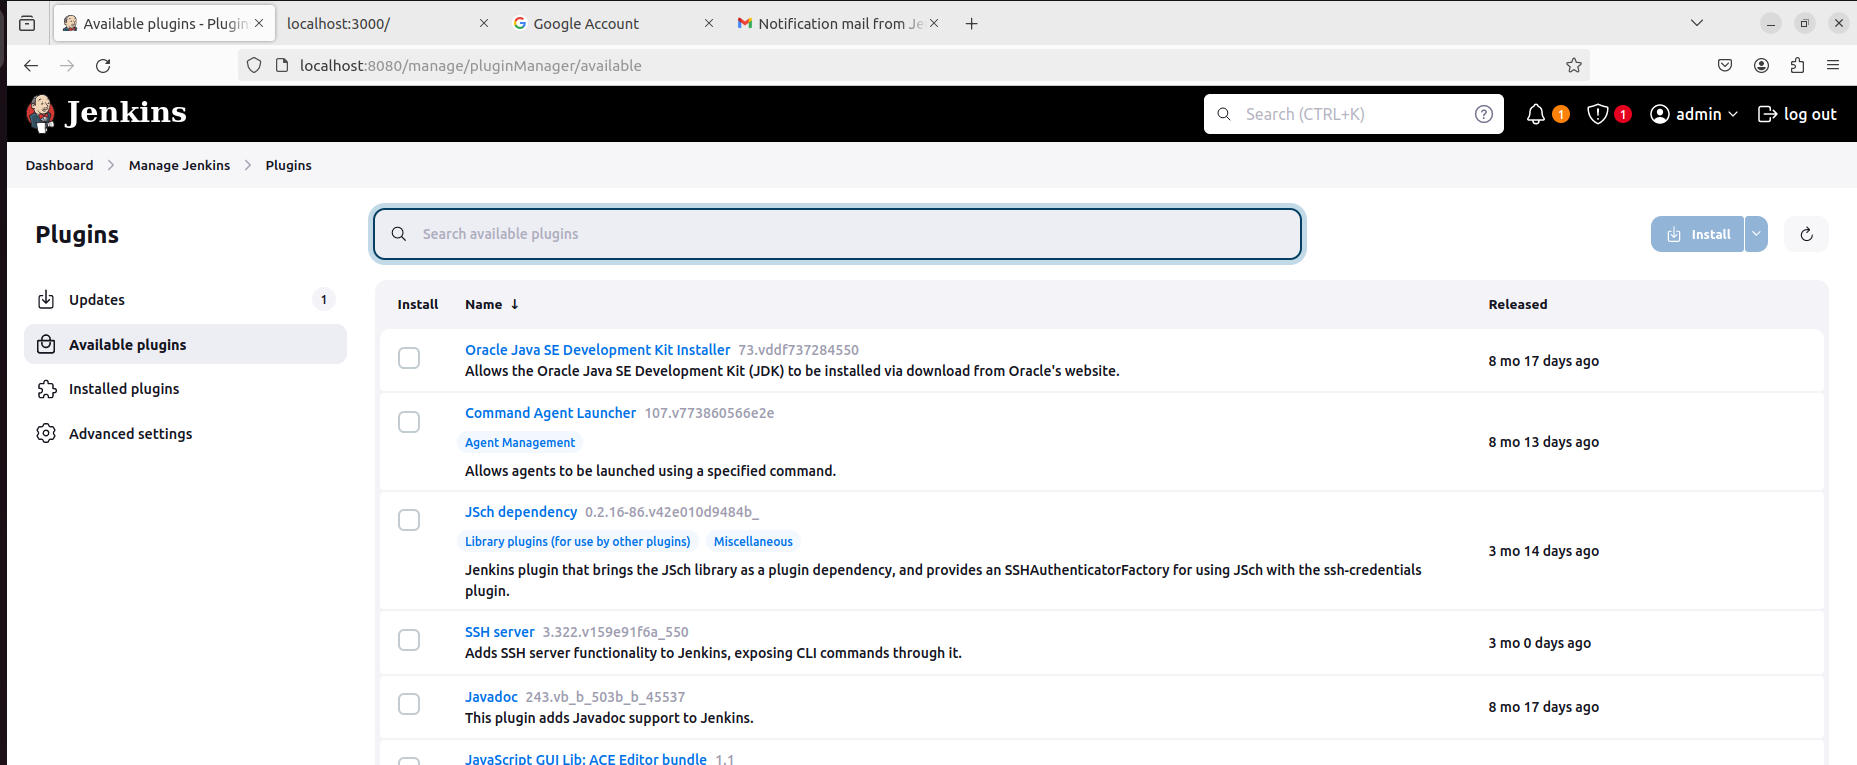 Available plugins - Plugin
localhost:3000/
Google Account
Notification mail from Je
localhost:8080/manage/pluginManager/available
Jenkins
Search (CTRL+K)
1
1
admin
log out
Dashboard
Manage Jenkins
Plugins
Plugins
Search available plugins
Install
Updates
1
Available plugins
Installed plugins
Advanced settings
Install
Name ↓
Released
Oracle Java SE Development Kit Installer 73.vddf737284550
Allows the Oracle Java SE Development Kit (JDK) to be installed via download from Oracle's website.
8 mo 17 days ago
Command Agent Launcher 107.v773860566e2e
Agent Management
Allows agents to be launched using a specified command.
8 mo 13 days ago
JSch dependency 0.2.16-86.v42e010d9484b_
Library plugins (for use by other plugins) Miscellaneous
Jenkins plugin that brings the JSch library as a plugin dependency, and provides an SSHAuthenticatorFactory for using JSch with the ssh-credentials
plugin.
3 mo 14 days ago
SSH server 3.322.v159e91f6a_550
Adds SSH server functionality to Jenkins, exposing CLI commands through it.
3 mo 0 days ago
Javadoc 243.vb_b_503b_b_45537
This plugin adds Javadoc support to Jenkins.
8 mo 17 days ago
JavaScript GUI Lib: ACE Editor bundle 1.1